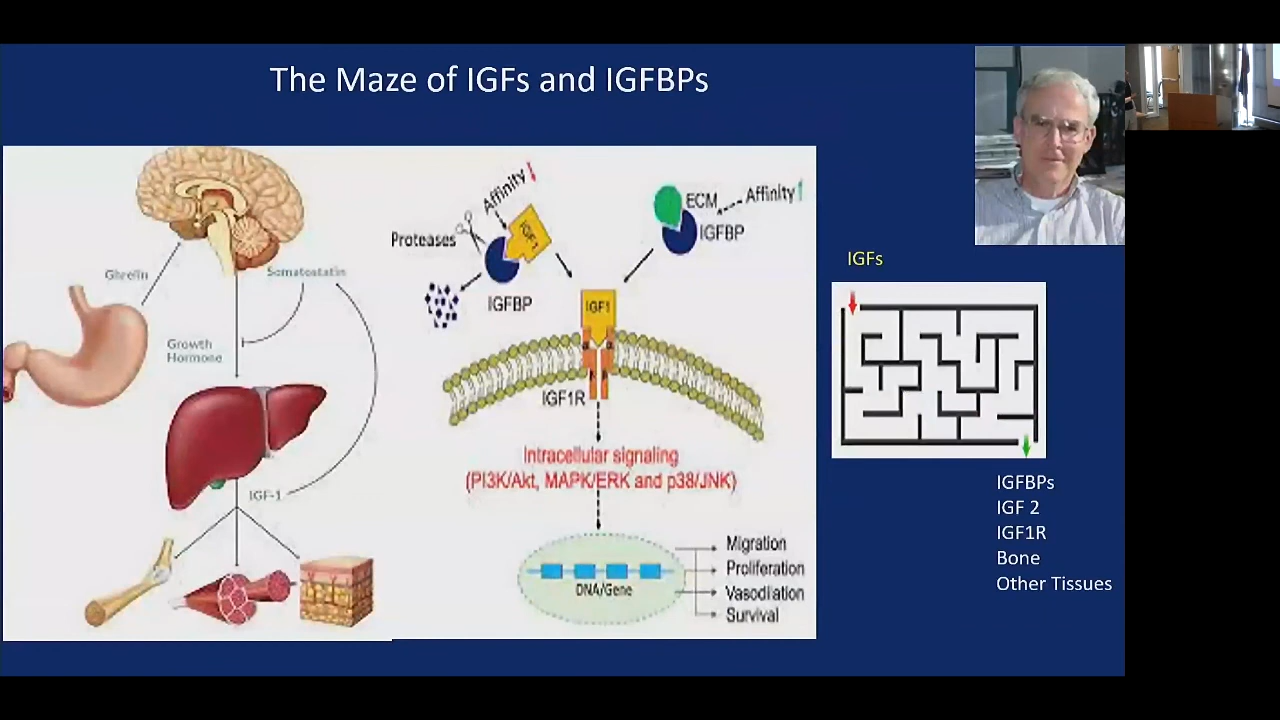 The Maze of IGFs and IGFBPs
Ghrelin
Somatostatin
Growth
Hormone
IGF-1
Affinity
Proteases
IGF1
IGFBP
ECM
Affinity
IGFBP
IGF1
IGF1R
Intracellular signaling
(PI3K/Akt, MAPK/ERK and p38/JNK)
DNA/Gene
Migration
Proliferation
Vasodilation
Survival
IGFs
IGFBPs
IGF 2
IGF1R
Bone
Other Tissues